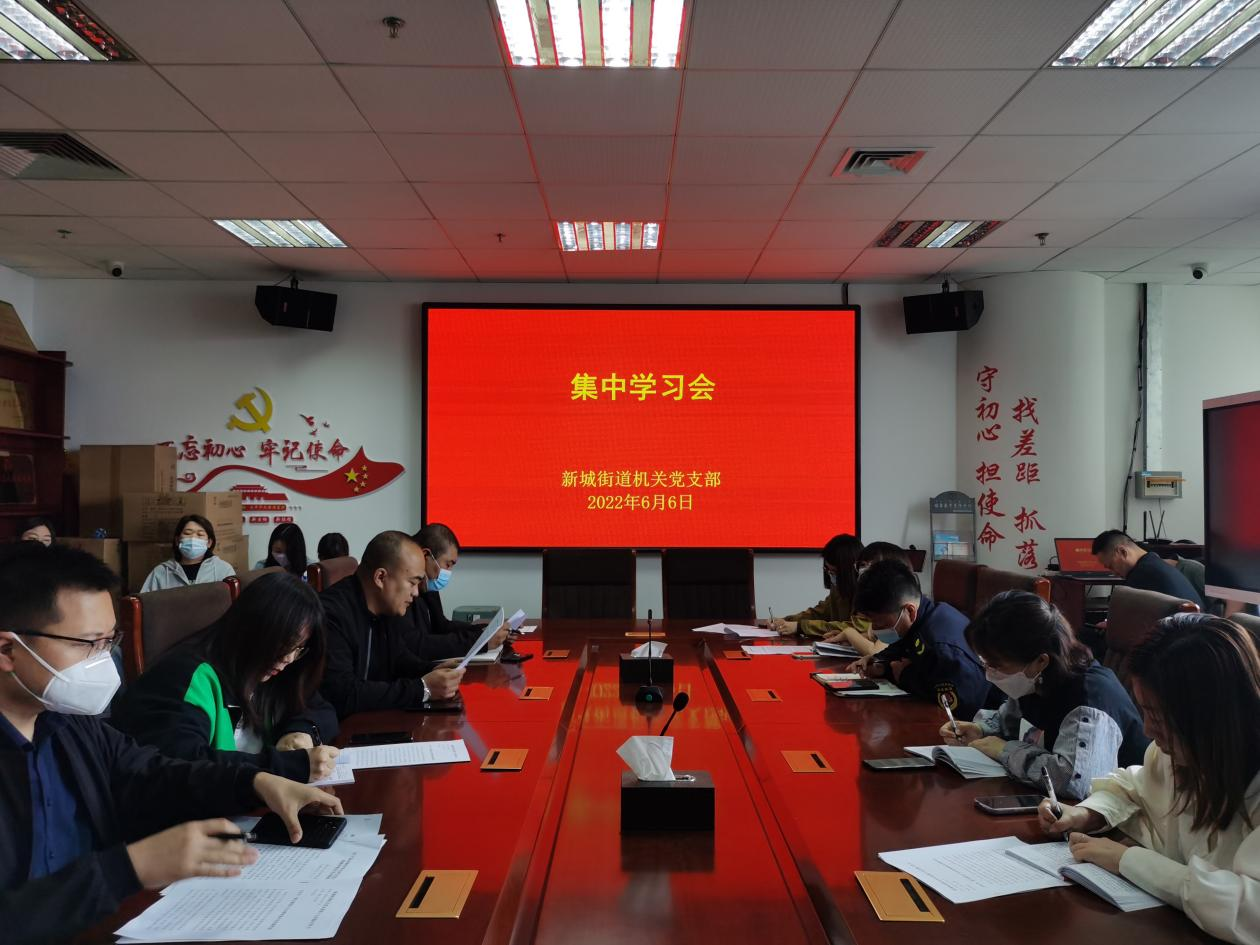 集中学习会
新城街道机关党支部
2022年6月6日
忘初心 牢记使命
守初心 担使命
找差距 抓落